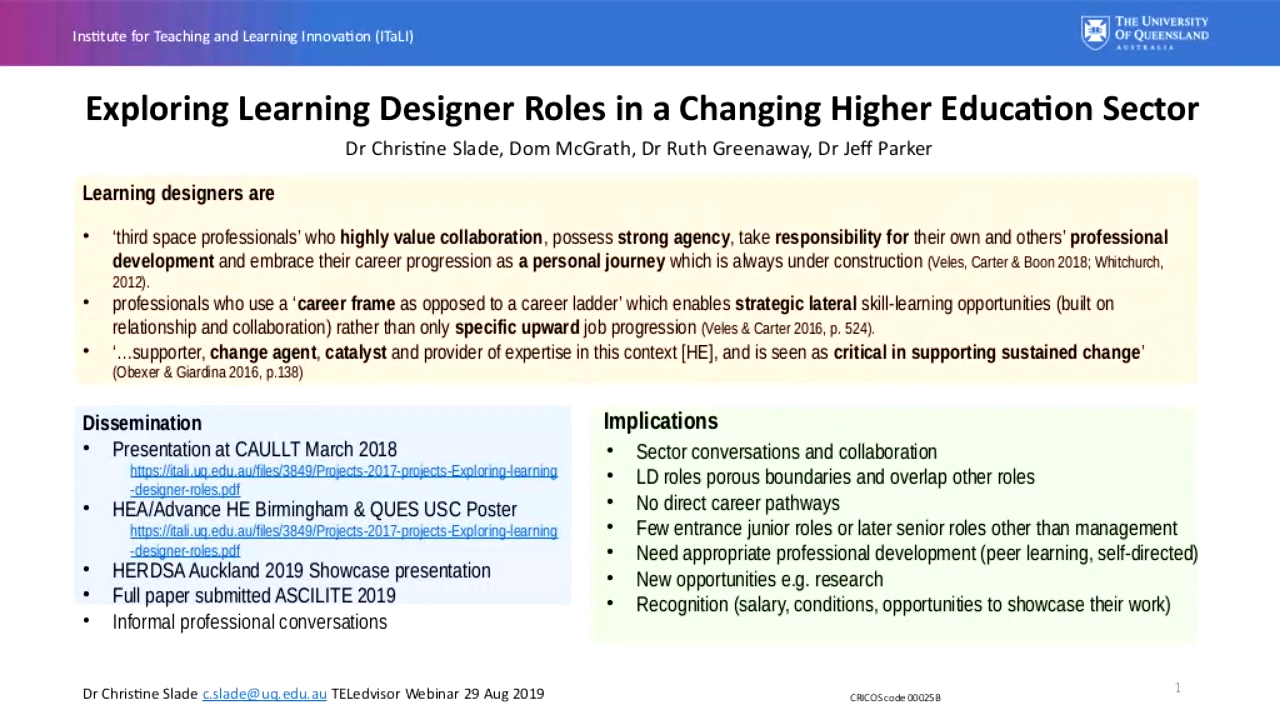 Institute for Teaching and Learning Innovation (ITaLI)
THE UNIVERSITY
OF QUEENSLAND
AUSTRALIA
Exploring Learning Designer Roles in a Changing Higher Education Sector
Dr Christine Slade, Dom McGrath, Dr Ruth Greenaway, Dr Jeff Parker
Learning designers are
• ‘third space professionals’ who highly value collaboration, possess strong agency, take responsibility for their own and others’ professional
development and embrace their career progression as a personal journey which is always under construction (Veles, Carter & Boon 2018; Whitchurch,
2012).
• professionals who use a ‘career frame as opposed to a career ladder’ which enables strategic lateral skill-learning opportunities (built on
relationship and collaboration) rather than only specific upward job progression (Veles & Carter 2016, p. 524).
• ‘…supporter, change agent, catalyst and provider of expertise in this context [HE], and is seen as critical in supporting sustained change’
(Obexer & Giardina 2016, p.138)
Dissemination
• Presentation at CAULLT March 2018
https://itali.uq.edu.au/files/3849/Projects-2017-projects-Exploring-learning
-designer-roles.pdf
• HEA/Advance HE Birmingham & QUES USC Poster
https://itali.uq.edu.au/files/3849/Projects-2017-projects-Exploring-learning
-designer-roles.pdf
• HERDSA Auckland 2019 Showcase presentation
• Full paper submitted ASCILITE 2019
• Informal professional conversations
Implications
• Sector conversations and collaboration
• LD roles porous boundaries and overlap other roles
• No direct career pathways
• Few entrance junior roles or later senior roles other than management
• Need appropriate professional development (peer learning, self-directed)
• New opportunities e.g. research
• Recognition (salary, conditions, opportunities to showcase their work)
Dr Christine Slade c.slade@uq.edu.au TELedvisor Webinar 29 Aug 2019
CRICOS code 00025B
1